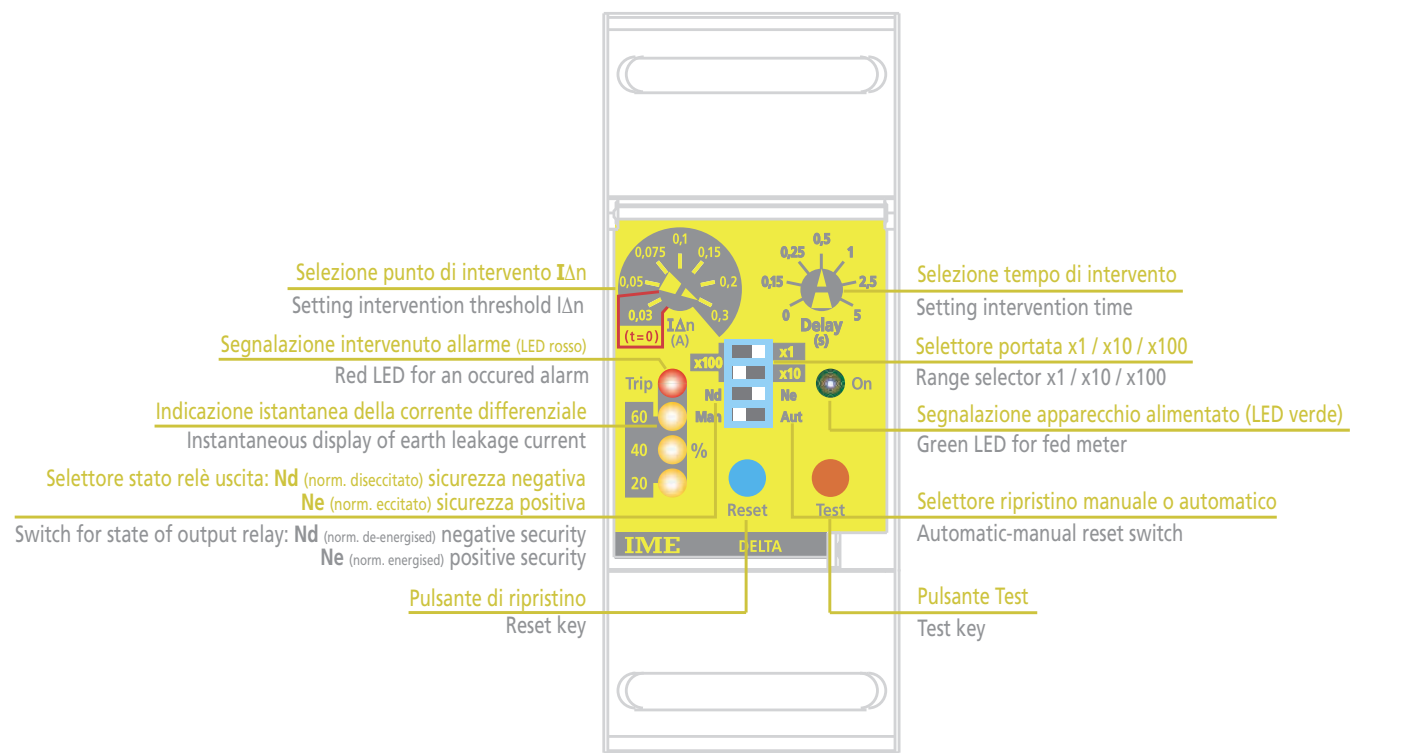 Selezione punto di intervento IΔn
Setting intervention threshold IΔn
Segnalazione intervenuto allarme (LED rosso)
Red LED for an occured alarm
Indicazione istantanea della corrente differenziale
Instantaneous display of earth leakage current
Selettore stato relè uscita: Nd (norm. diseccitato) sicurezza negativa
Ne (norm. eccitato) sicurezza positiva
Switch for state of output relay: Nd (norm. de-energised) negative security
Ne (norm. energised) positive security
Pulsante di ripristino
Reset key
0,03
0,05
0,075
0,1
0,15
0,2
0,3
(t=0)
IΔn
(A)
0
0,15
0,25
0,5
1
2,5
5
Delay
(s)
x100
x1
x10
Nd
Ne
Man
Aut
Trip
On
60
40
%
20
Reset
Test
IME
DELTA
Selezione tempo di intervento
Setting intervention time
Selettore portata x1 / x10 / x100
Range selector x1 / x10 / x100
Segnalazione apparecchio alimentato (LED verde)
Green LED for fed meter
Selettore ripristino manuale o automatico
Automatic-manual reset switch
Pulsante Test
Test key